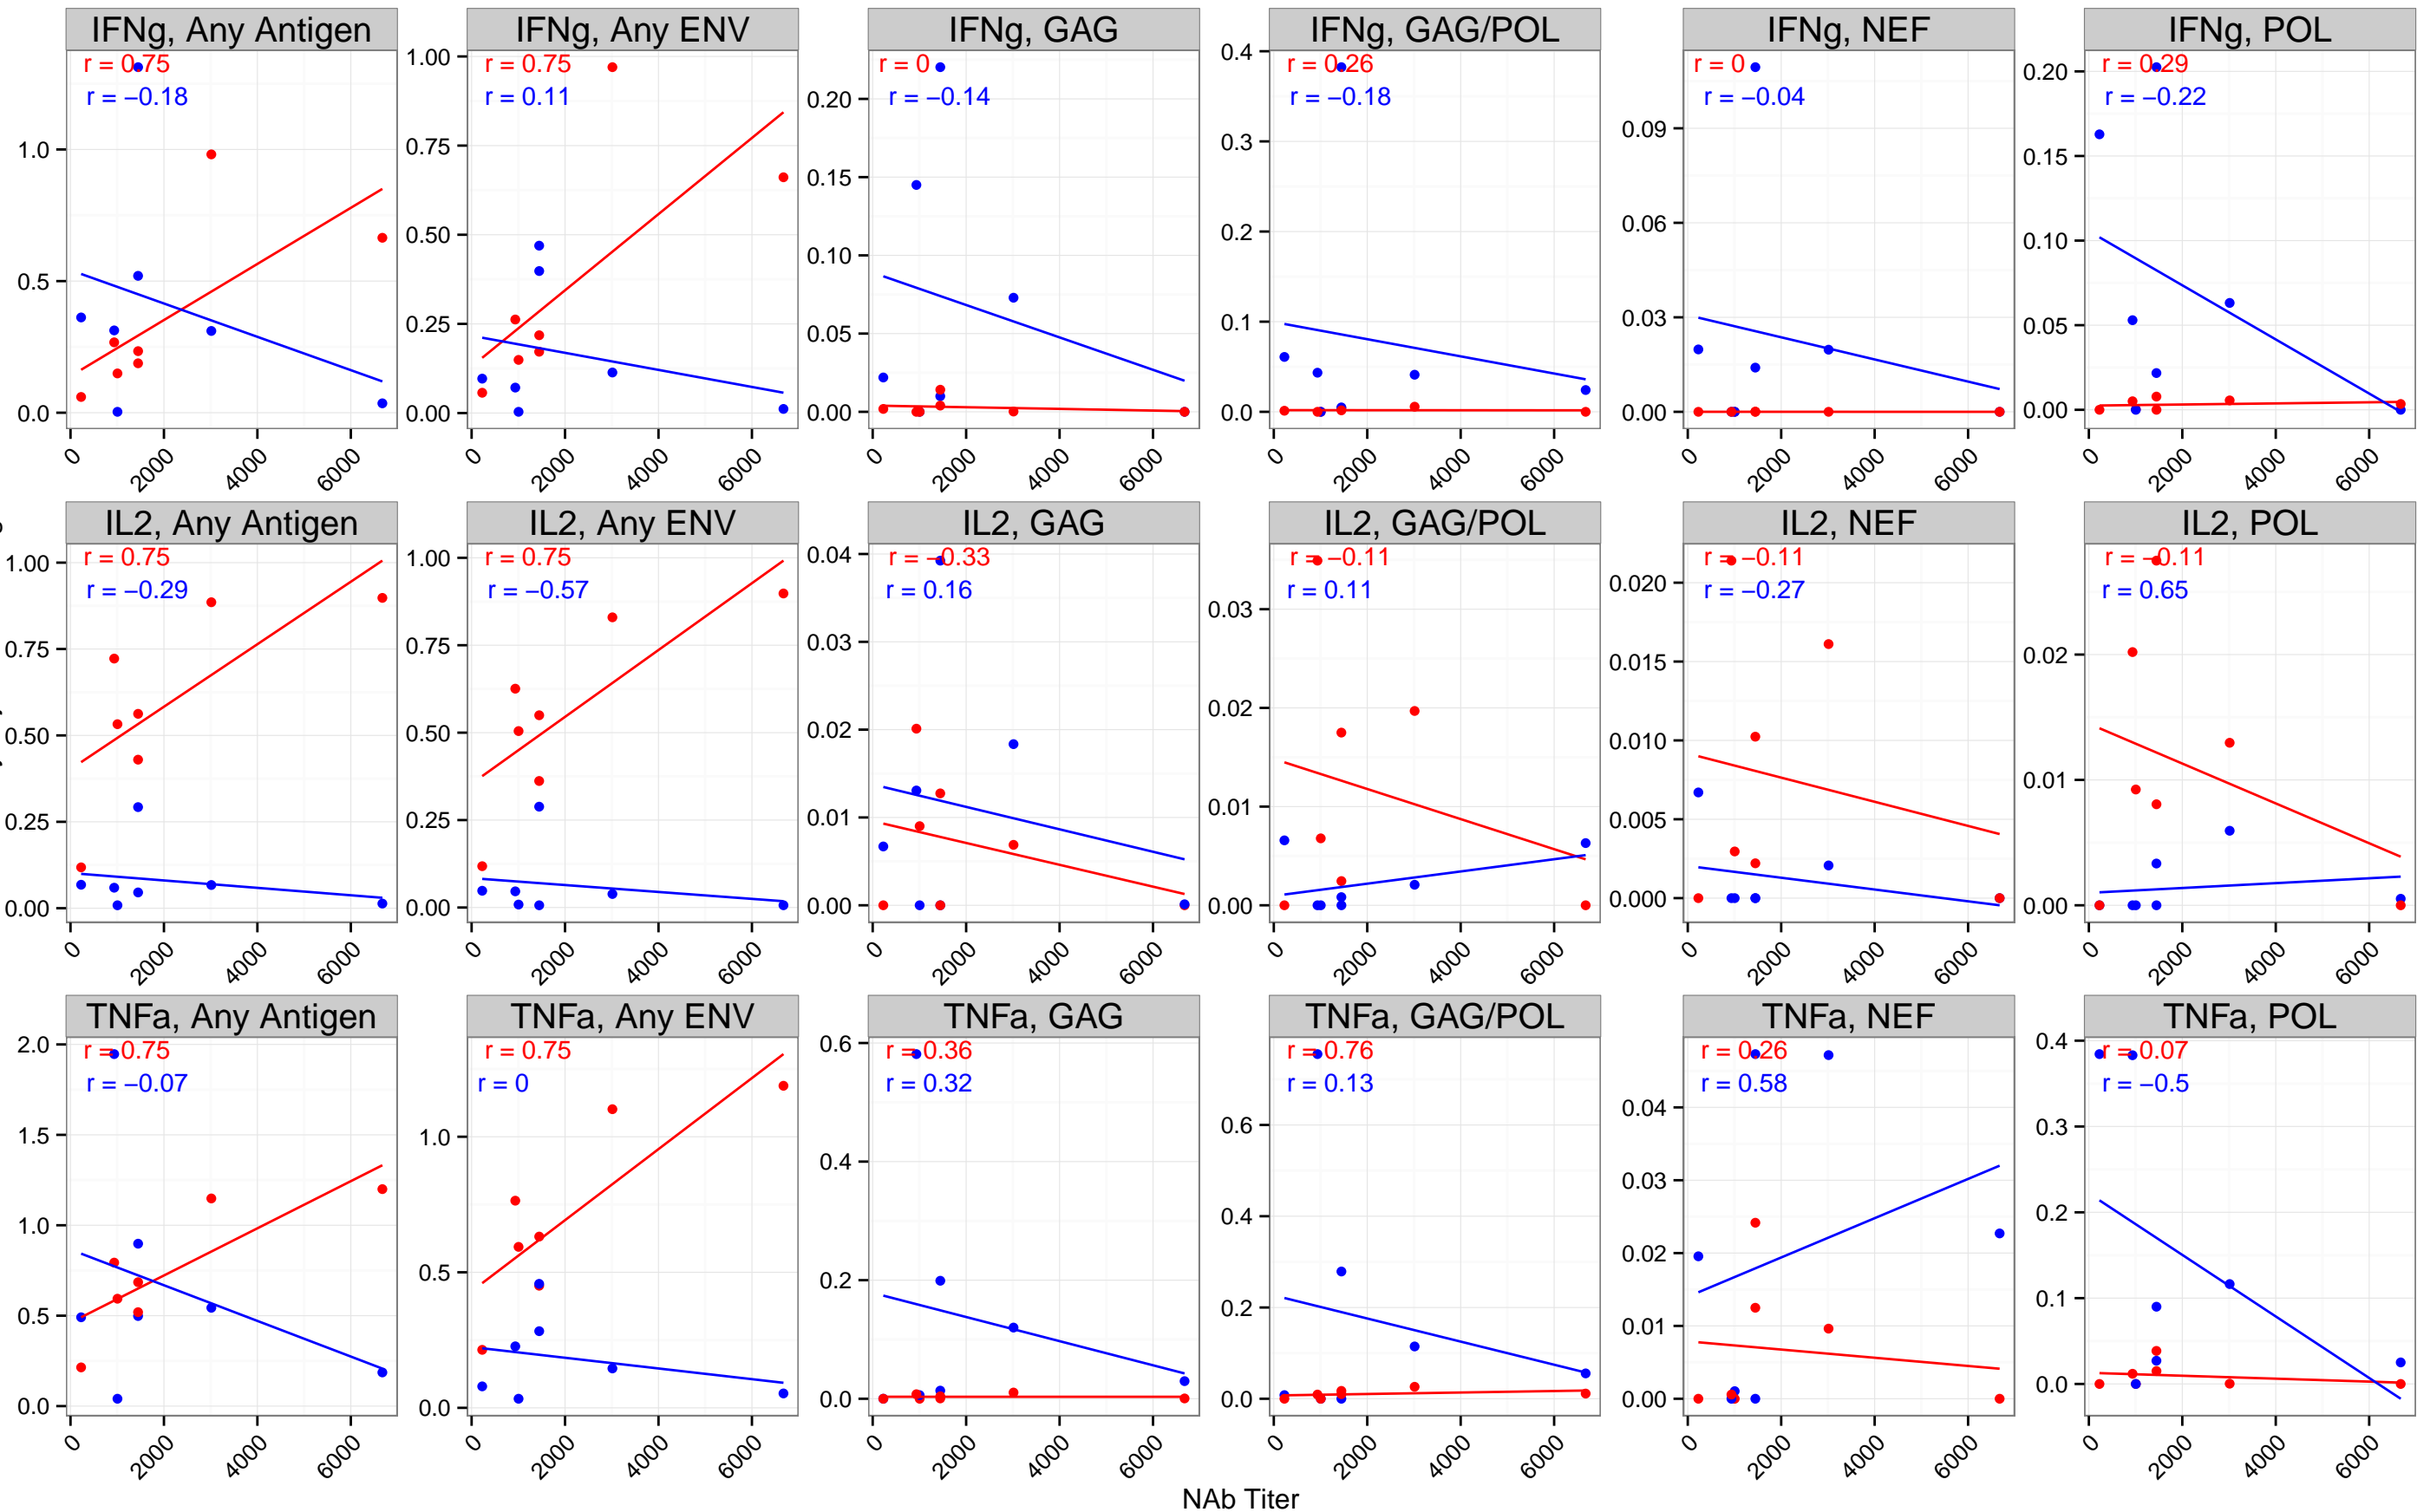 IFNg, Any Antigen IFNg, Any ENV IFNg, GAG IFNg, GAG/POL IFNg, NEF IFNg, POL
r = 0.75 r = 0.75 r = 0 r = 0.26 r = 0 r = 0.29
r = −0.18 r = 0.11 r = −0.14 r = −0.18 r = −0.04 r = −0.22
1.0 0.5 0.0
1.00 0.75 0.50 0.25 0.00
0.20 0.15 0.10 0.05 0.00
0.4 0.3 0.2 0.1 0.0
0.09 0.06 0.03 0.00
0.20 0.15 0.10 0.05 0.00
0 2000 4000 6000 0 2000 4000 6000 0 2000 4000 6000 0 2000 4000 6000 0 2000 4000 6000 0 2000 4000 6000
IL2, Any Antigen IL2, Any ENV IL2, GAG IL2, GAG/POL IL2, NEF IL2, POL
r = 0.75 r = 0.75 r = −0.33 r = −0.11 r = −0.11 r = −0.11
r = −0.29 r = −0.57 r = 0.16 r = 0.11 r = −0.27 r = 0.65
1.00 0.75 0.50 0.25 0.00
1.00 0.75 0.50 0.25 0.00
0.04 0.03 0.02 0.01 0.00
0.03 0.02 0.01 0.00
0.020 0.015 0.010 0.005 0.000
0.02 0.01 0.00
0 2000 4000 6000 0 2000 4000 6000 0 2000 4000 6000 0 2000 4000 6000 0 2000 4000 6000 0 2000 4000 6000
TNFa, Any Antigen TNFa, Any ENV TNFa, GAG TNFa, GAG/POL TNFa, NEF TNFa, POL
r = 0.75 r = 0.75 r = 0.36 r = 0.76 r = 0.26 r = 0.07
r = −0.07 r = 0 r = 0.32 r = 0.13 r = 0.58 r = −0.5
2.0 1.5 1.0 0.5 0.0
1.0 0.5 0.0
0.6 0.4 0.2 0.0
0.6 0.4 0.2 0.0
0.04 0.03 0.02 0.01 0.00
0.4 0.3 0.2 0.1 0.0
0 2000 4000 6000 0 2000 4000 6000 0 2000 4000 6000 0 2000 4000 6000 0 2000 4000 6000 0 2000 4000 6000
NAb Titer